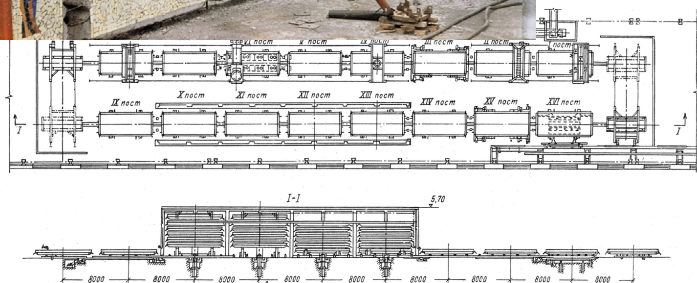 VI пост V пост IV пост III пост II пост I пост
IX пост X пост XI пост XII пост XIII пост XIV пост XV пост XVI пост
I I
I-I
5,70
8000 8000 8000 8000 8000 8000 8000 8000 8000